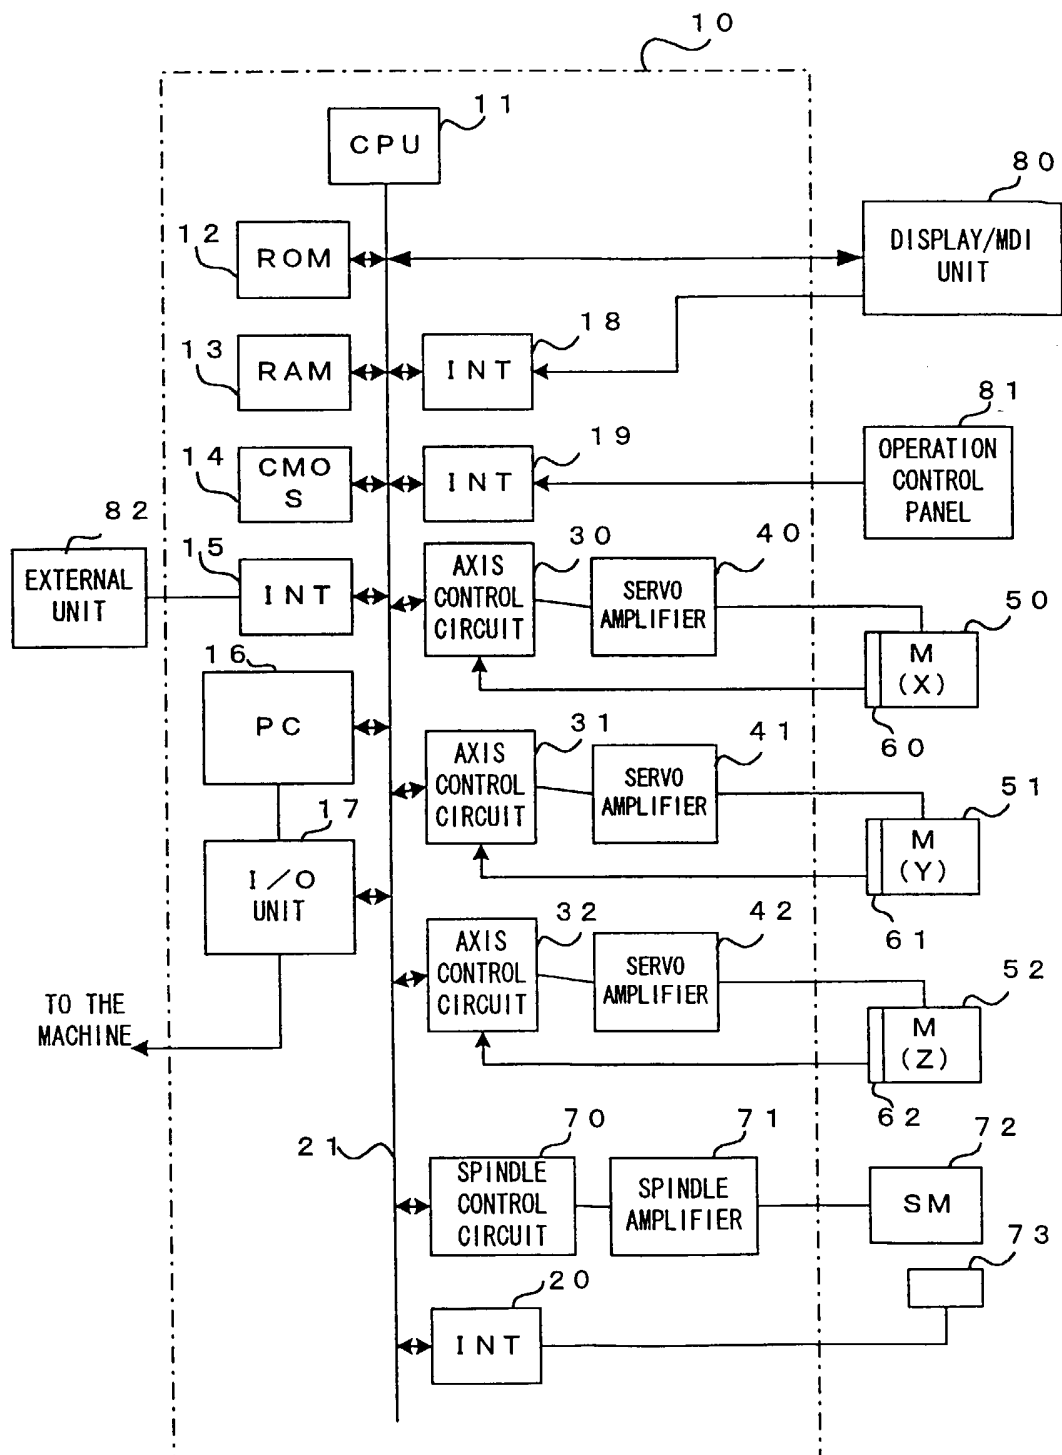 10
11
CPU
80
DISPLAY/MDI
UNIT
12
ROM
18
13
RAM
INT
81
OPERATION
CONTROL
PANEL
19
14
CMO
S
INT
82
EXTERNAL
UNIT
15
INT
30
AXIS
CONTROL
CIRCUIT
40
SERVO
AMPLIFIER
50
M
(X)
60
16
PC
31
AXIS
CONTROL
CIRCUIT
41
SERVO
AMPLIFIER
51
M
(Y)
61
17
I/O
UNIT
32
AXIS
CONTROL
CIRCUIT
42
SERVO
AMPLIFIER
52
M
(Z)
62
TO THE
MACHINE
21
70
SPINDLE
CONTROL
CIRCUIT
71
SPINDLE
AMPLIFIER
72
SM
73
20
INT